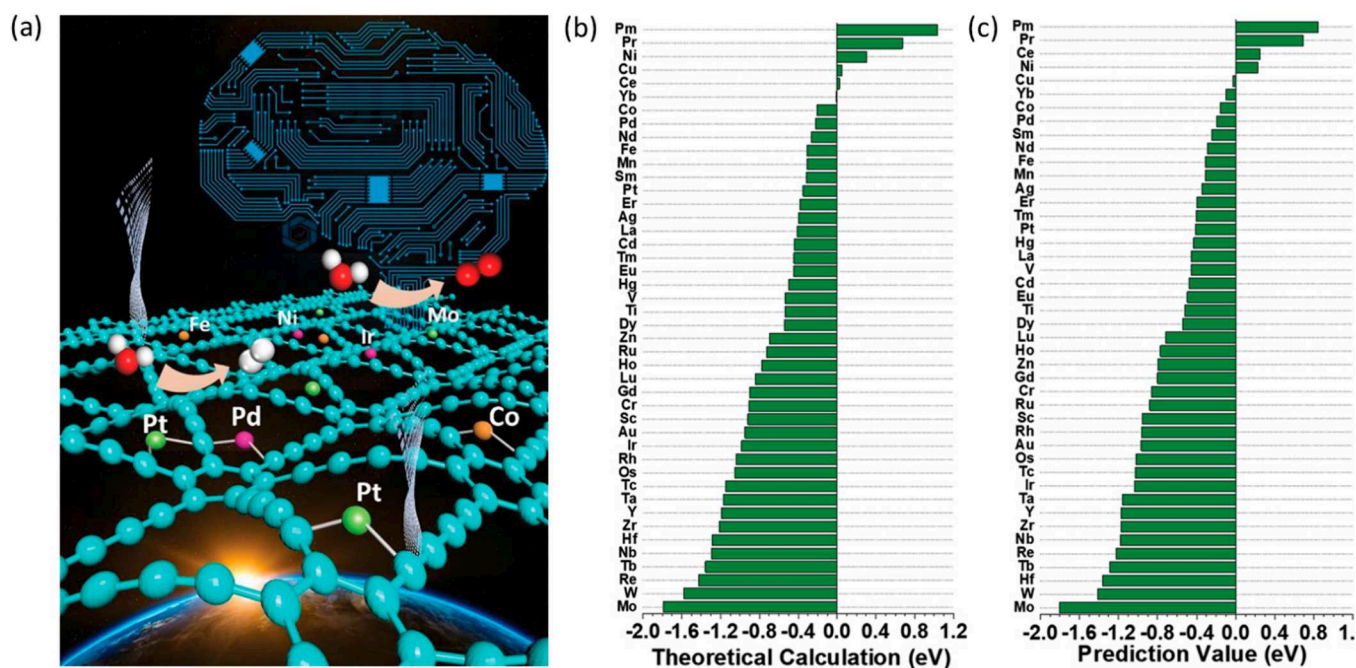 (a)
Fe
Ni
Mo
Ir
Pt
Pd
Co
Pt
(b)
Pm
Pr
Ni
Cu
Ce
Yb
Co
Pd
Nd
Fe
Mn
Sm
Pt
Er
Ag
La
Cd
Tm
Eu
Hg
V
Ti
Dy
Zn
Ru
Ho
Lu
Gd
Cr
Sc
Au
Ir
Rh
Os
Tc
Ta
Y
Zr
Hf
Nb
Tb
Re
W
Mo
-2.0 -1.6 -1.2 -0.8 -0.4 0.0 0.4 0.8 1.2
Theoretical Calculation (eV)
(c)
Pm
Pr
Ce
Ni
Cu
Yb
Co
Pd
Sm
Nd
Fe
Mn
Ag
Er
Tm
Pt
Hg
La
V
Cd
Eu
Ti
Dy
Lu
Ho
Zn
Gd
Cr
Ru
Sc
Rh
Au
Os
Tc
Ir
Ta
Y
Zr
Nb
Re
Tb
Hf
W
Mo
-2.0 -1.6 -1.2 -0.8 -0.4 0.0 0.4 0.8 1.2
Prediction Value (eV)